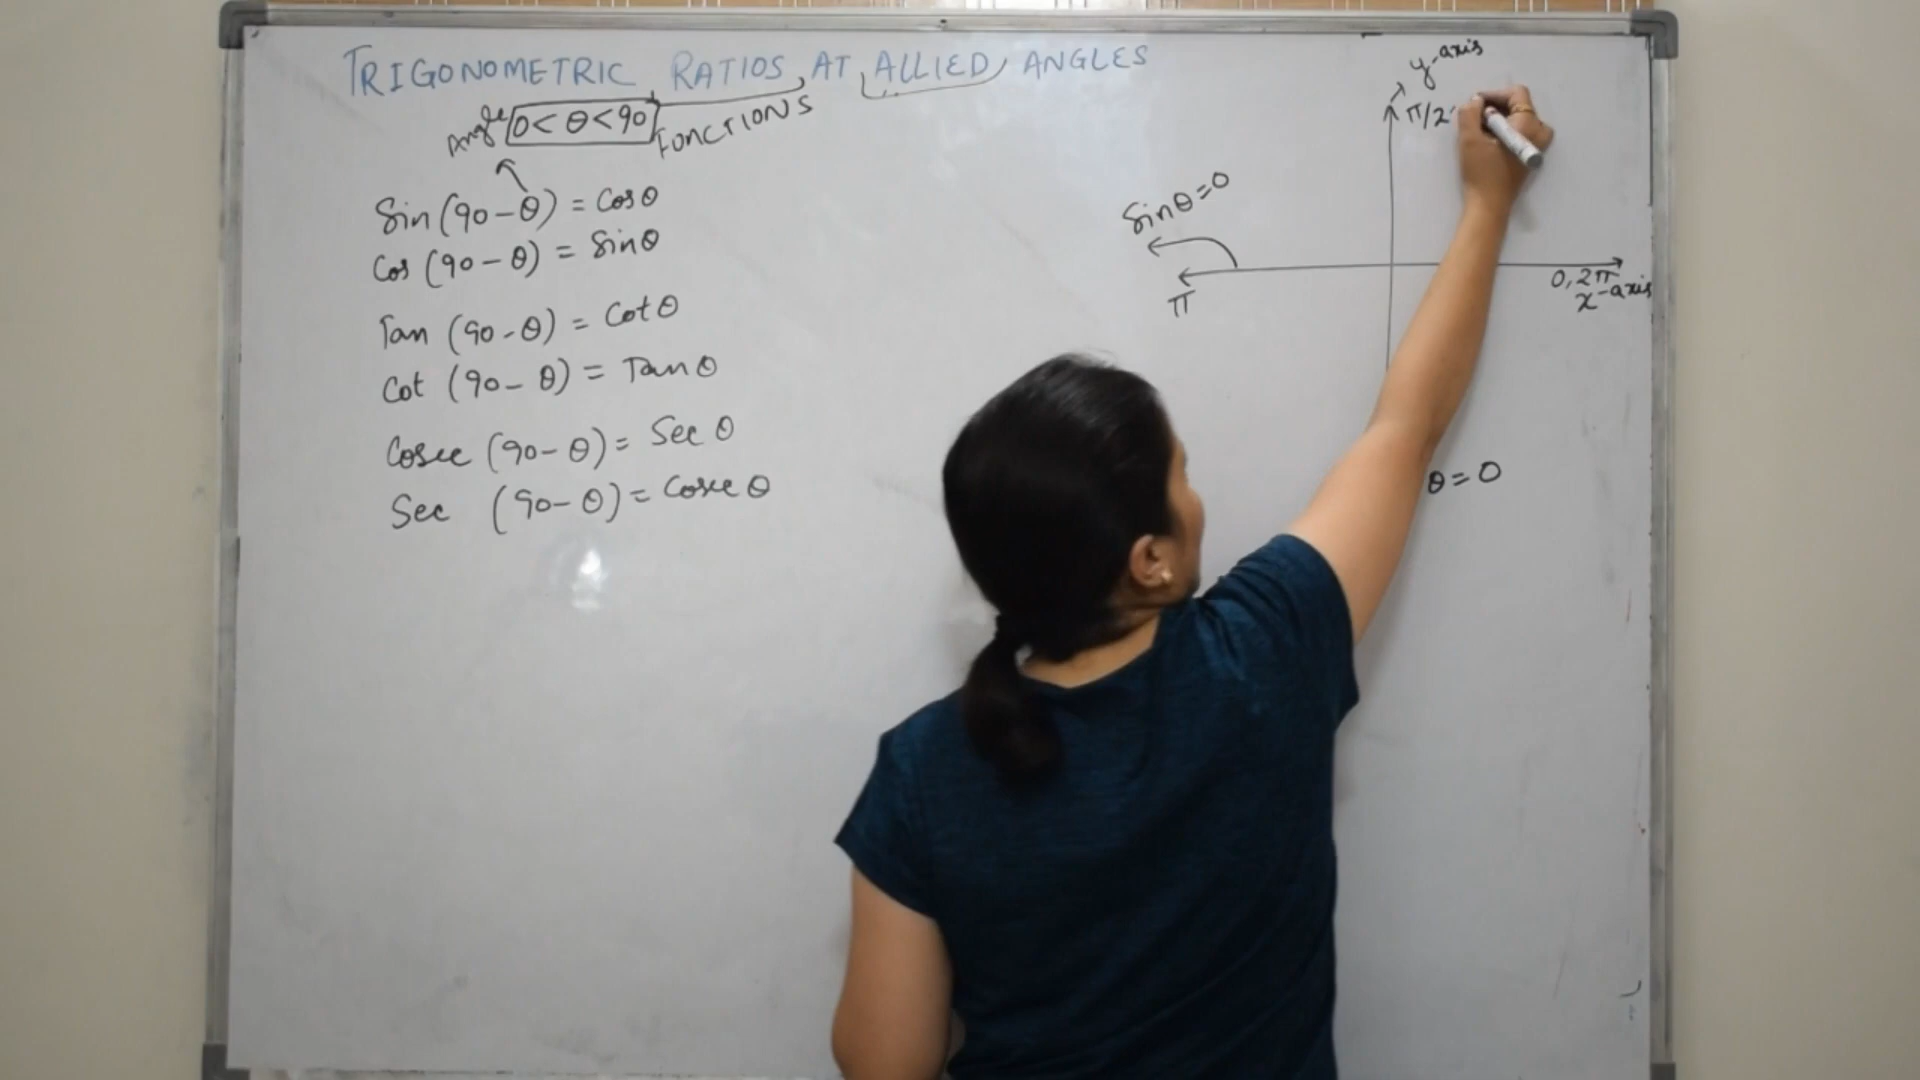 TRIGONOMETRIC RATIOS, AT ALLIED ANGLES
Angle 0 < θ < 90 FUNCTIONS
Sin (90 - θ) = Cos θ
Cos (90 - θ) = Sin θ
Tan (90 - θ) = Cot θ
Cot (90 - θ) = Tan θ
Cosec (90 - θ) = Sec θ
Sec (90 - θ) = Cosec θ
y-axis
π/2
Sin θ = 0
π
0, 2π
x-axis
θ = 0